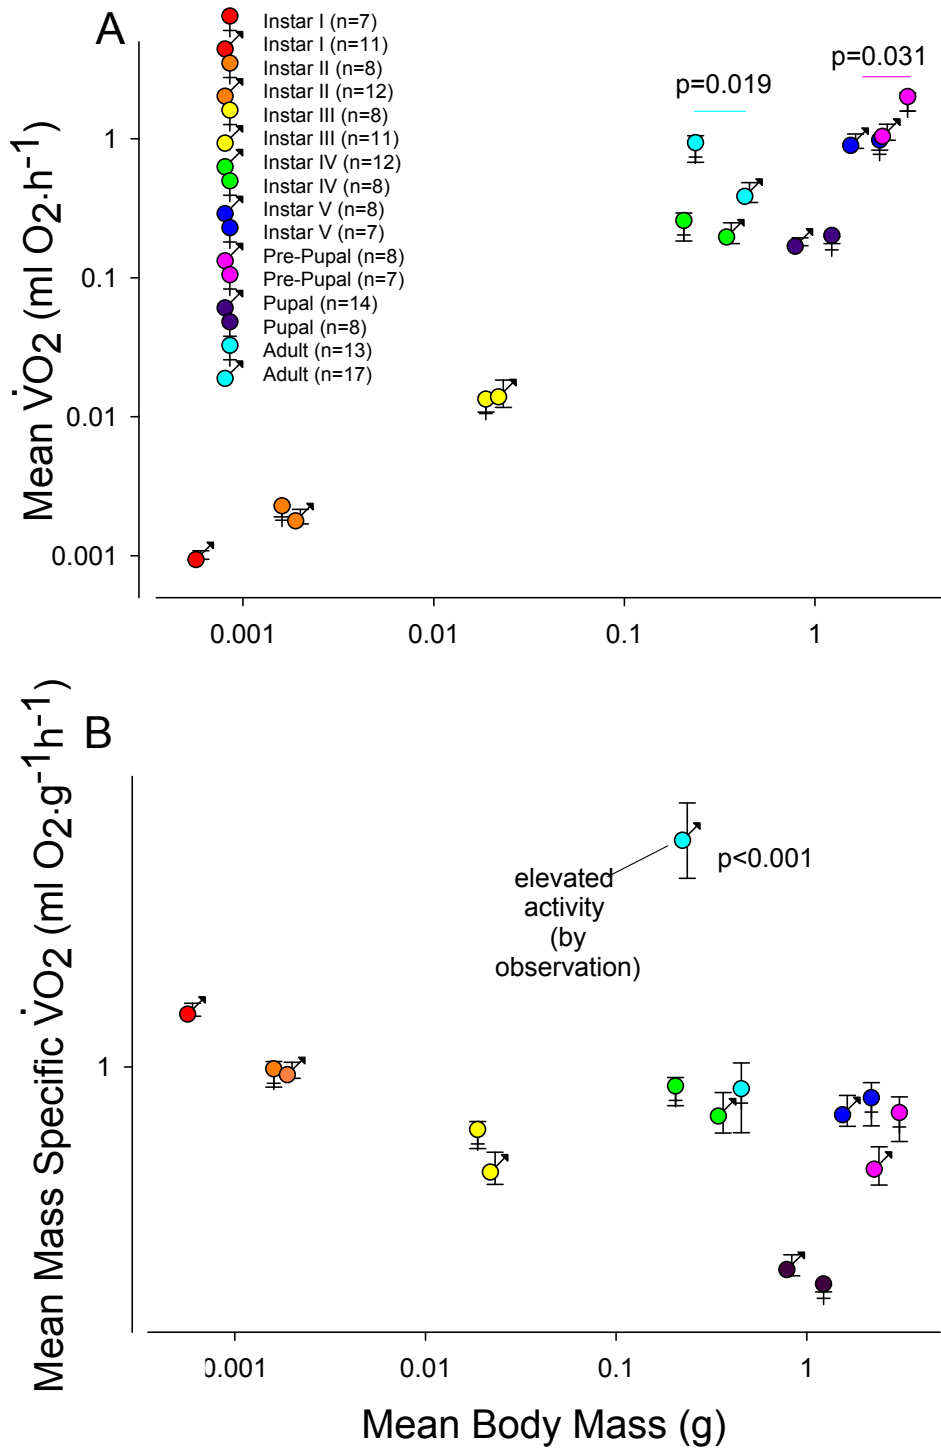 A
Instar I (n=7)
Instar I (n=11)
Instar II (n=8)
Instar II (n=12)
Instar III (n=8)
Instar III (n=11)
Instar IV (n=12)
Instar IV (n=8)
Instar V (n=8)
Instar V (n=7)
Pre-Pupal (n=8)
Pre-Pupal (n=7)
Pupal (n=14)
Pupal (n=8)
Adult (n=13)
Adult (n=17)
p=0.019
p=0.031
Mean V̇O2 (ml O2·h-1)
1
0.1
0.01
0.001
0.001
0.01
0.1
1
B
Mean Mass Specific V̇O2 (ml O2·g-1h-1)
1
elevated
activity
(by
observation)
p<0.001
0.001
0.01
0.1
1
Mean Body Mass (g)